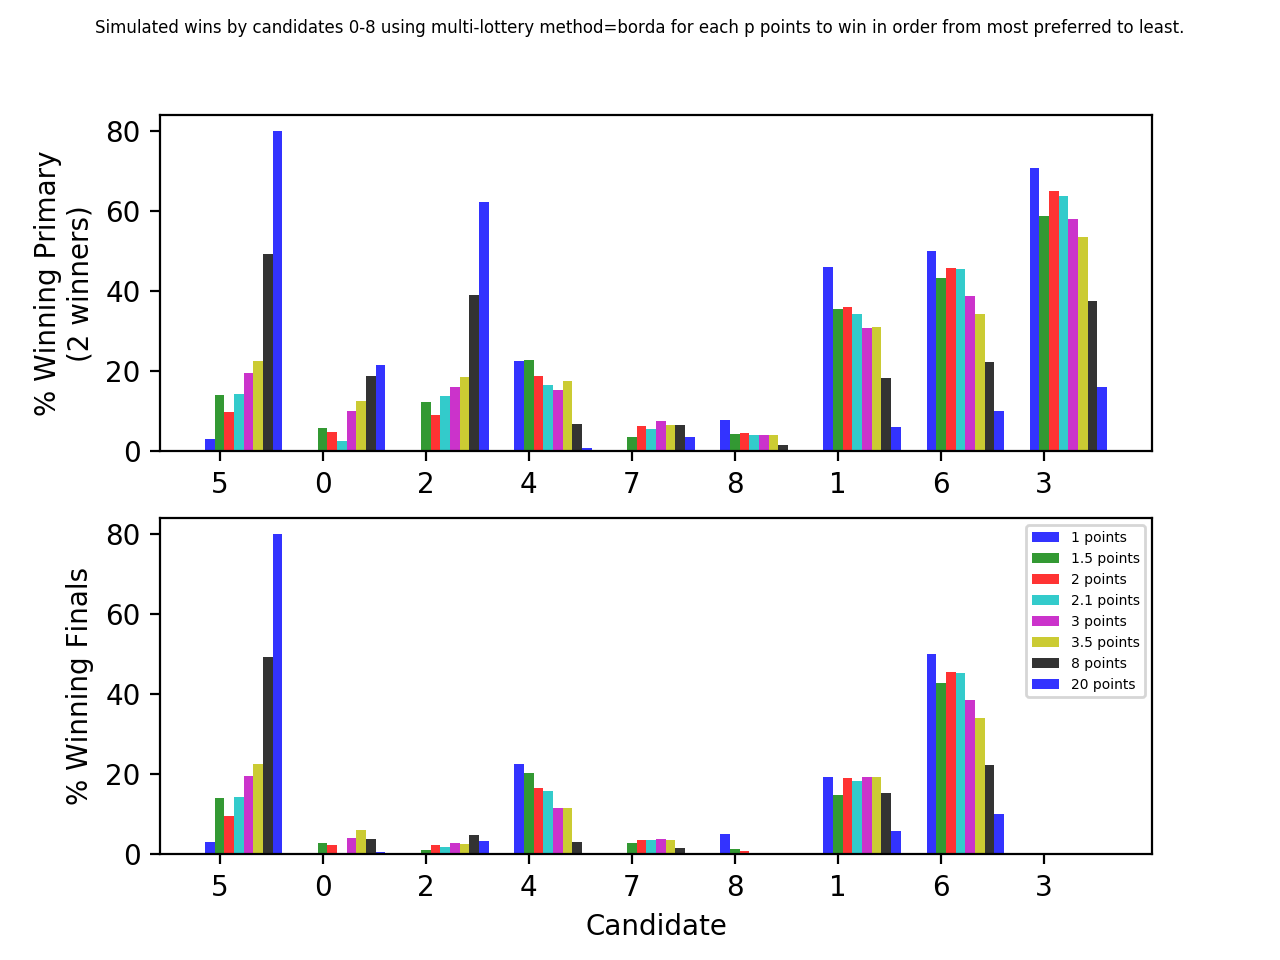 Simulated wins by candidates 0-8 using multi-lottery method=borda for each p points to win in order from most preferred to least.
% Winning Primary
(2 winners)
80
60
40
20
0
5 0 2 4 7 8 1 6 3
% Winning Finals
80
60
40
20
0
1 points
1.5 points
2 points
2.1 points
3 points
3.5 points
8 points
20 points
5 0 2 4 7 8 1 6 3
Candidate